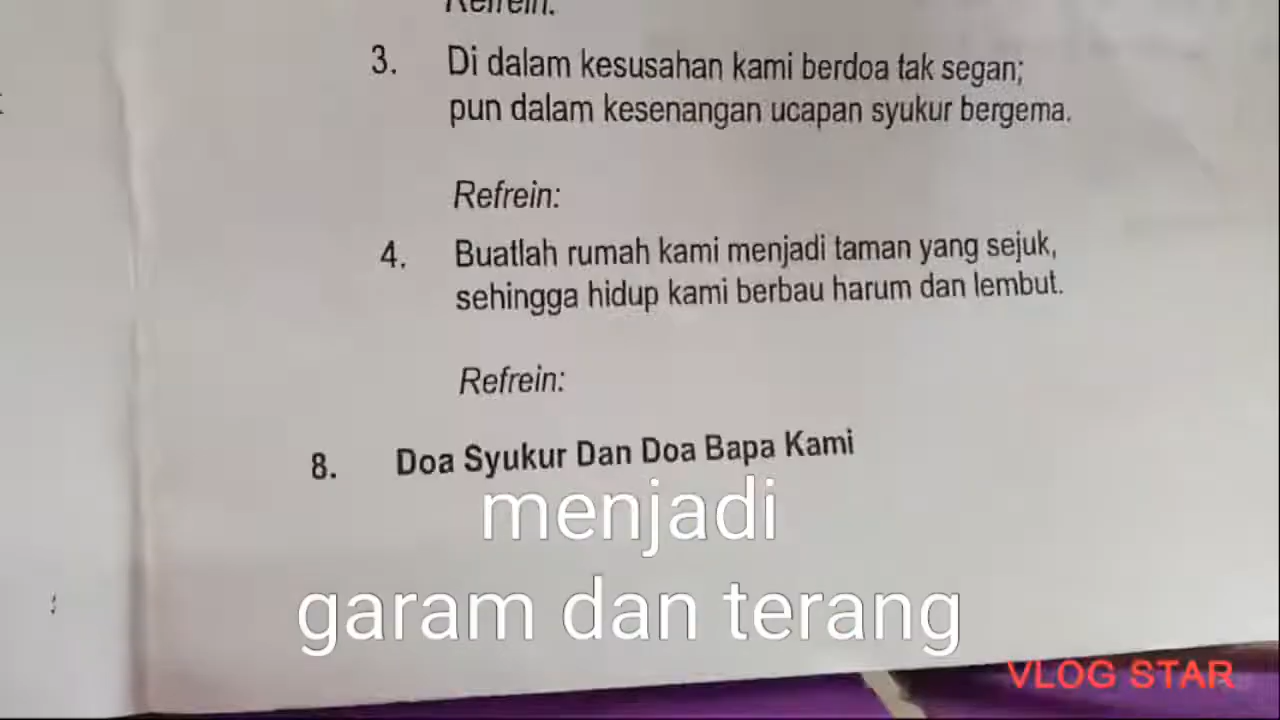 Refrein:
3. Di dalam kesusahan kami berdoa tak segan;
pun dalam kesenangan ucapan syukur bergema.
Refrein:
4. Buatlah rumah kami menjadi taman yang sejuk,
sehingga hidup kami berbau harum dan lembut.
Refrein:
8. Doa Syukur Dan Doa Bapa Kami
menjadi
garam dan terang
VLOG STAR